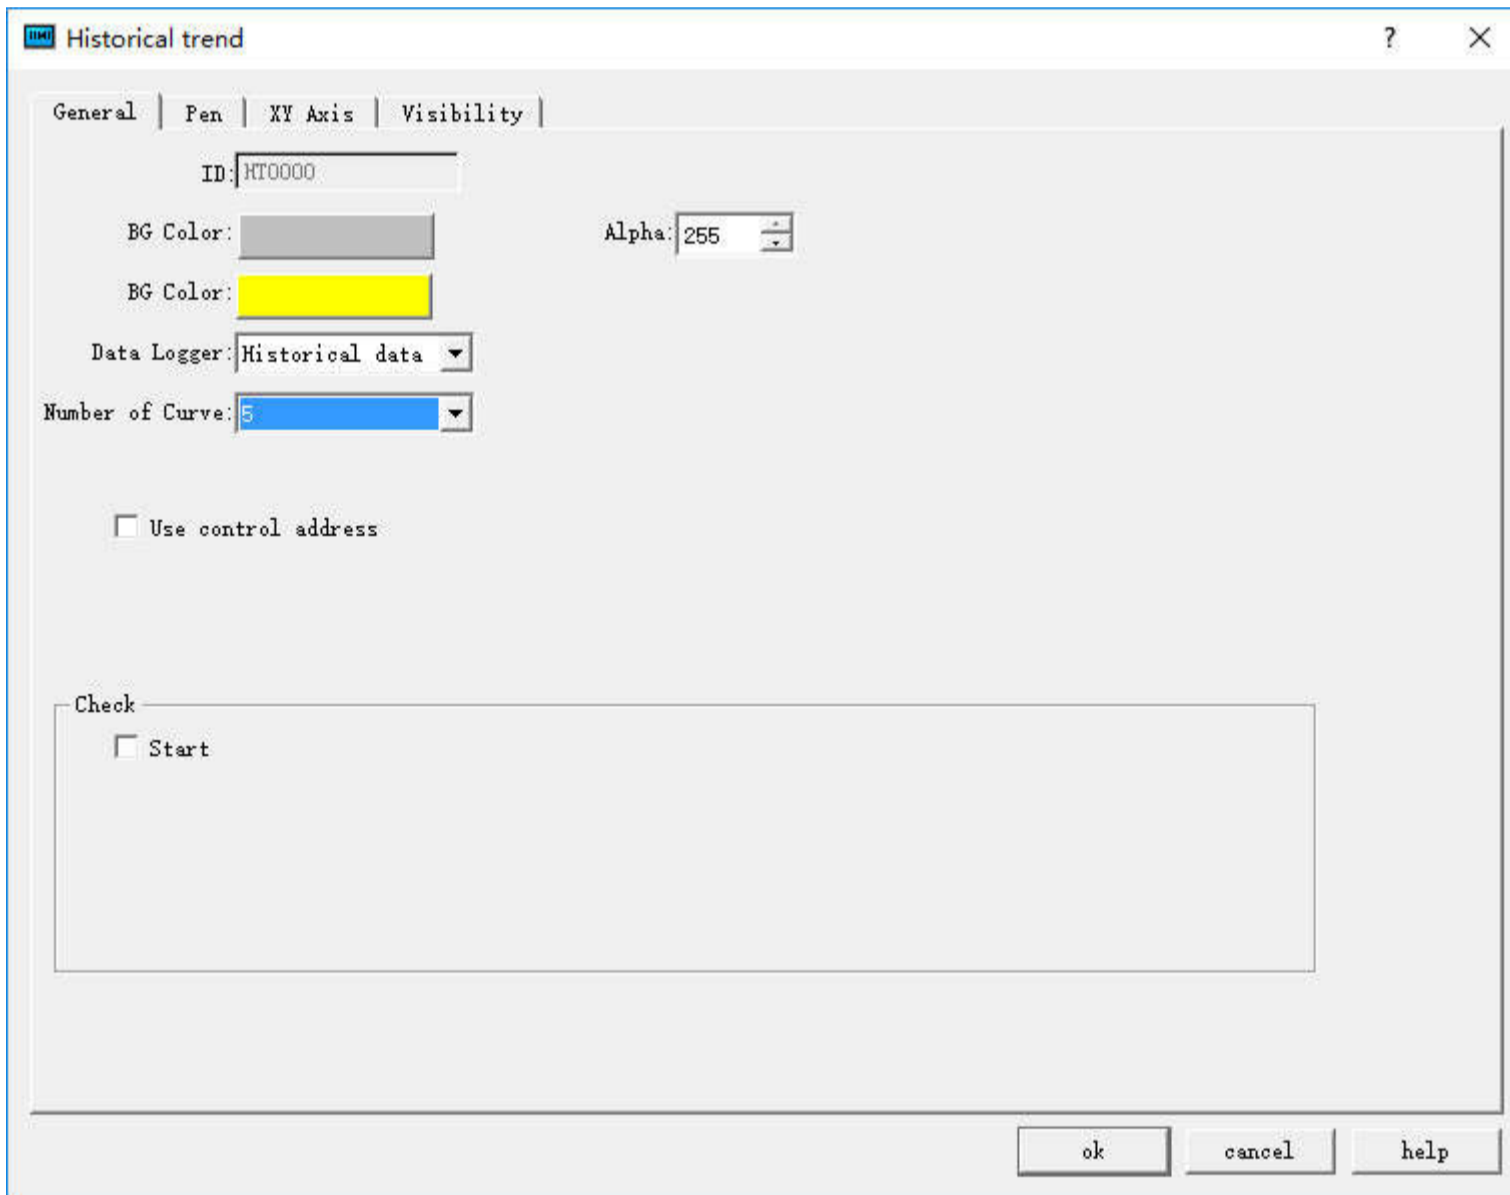 Historical trend ?
General Pen XY Axis Visibility
ID: HT0000
BG Color: Alpha: 255
BG Color:
Data Logger: Historical data
Number of Curve: 5
Use control address
Check
Start
ok cancel help